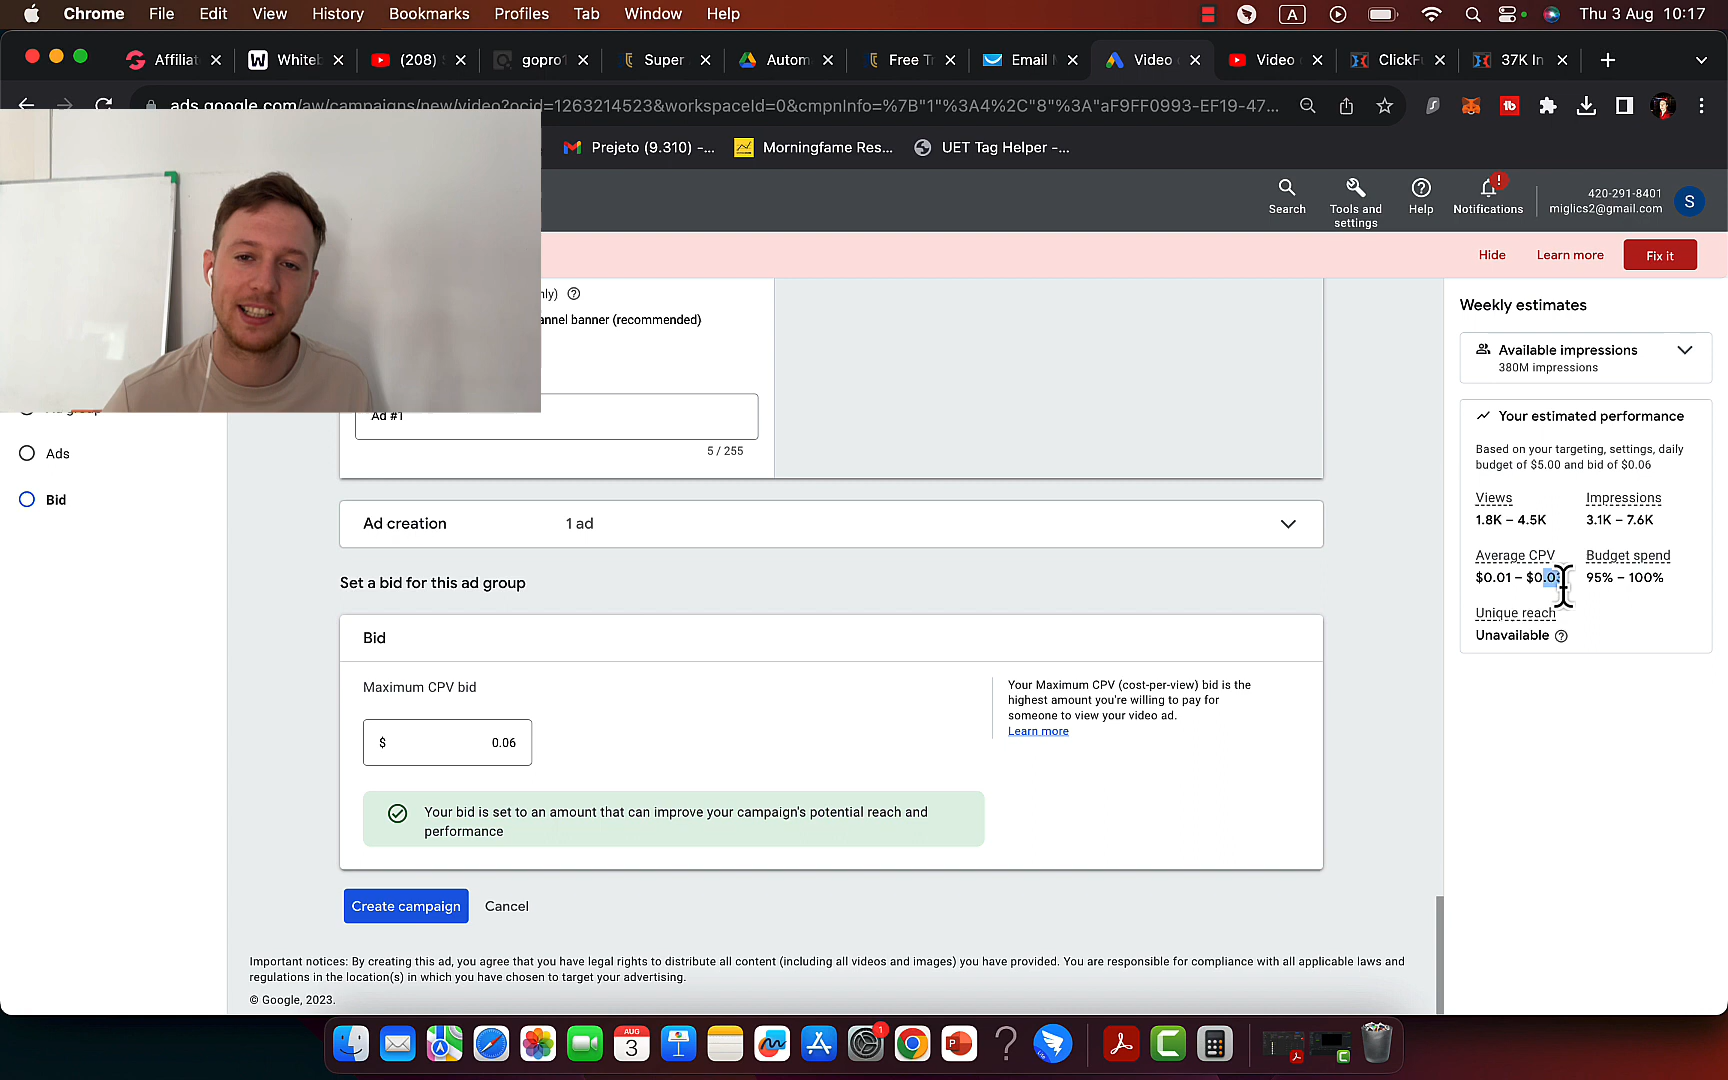 Chrome File Edit View History Bookmarks Profiles Tab Window Help A Thu 3 Aug 10:17
Affiliat Whiteb (208) gopro1 Super Autom Free Tr Email Video Video ClickF 37K In
ads.google.com/aw/campaigns/new/video?ocid=1263214523&workspaceId=0&cmpnInfo=%7B"1"%3A4%2C"8"%3A"aF9FF0993-EF19-47...
Prejeto (9.310) -... Morningfame Res... UET Tag Helper -...
Search
Tools and
settings
Help
Notifications
420-291-8401
miglics2@gmail.com
S
Hide Learn more Fix it
nly)
annel banner (recommended)
Ad #1
5 / 255
Ads
Bid
Ad creation 1 ad
Set a bid for this ad group
Bid
Maximum CPV bid
$ 0.06
Your Maximum CPV (cost-per-view) bid is the
highest amount you're willing to pay for
someone to view your video ad.
Learn more
Your bid is set to an amount that can improve your campaign's potential reach and
performance
Create campaign Cancel
Important notices: By creating this ad, you agree that you have legal rights to distribute all content (including all videos and images) you have provided. You are responsible for compliance with all applicable laws and
regulations in the location(s) in which you have chosen to target your advertising.
© Google, 2023.
Weekly estimates
Available impressions
380M impressions
Your estimated performance
Based on your targeting, settings, daily
budget of $5.00 and bid of $0.06
Views Impressions
1.8K – 4.5K 3.1K – 7.6K
Average CPV Budget spend
$0.01 – $0.03 95% – 100%
Unique reach
Unavailable
AUG
3
1